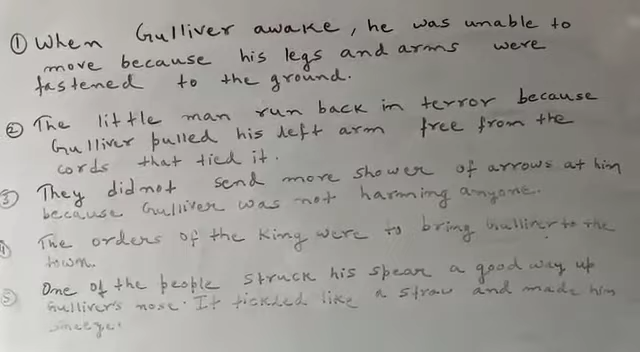 ① When Gulliver awake, he was unable to
move because his legs and arms were
fastened to the ground.
② The little man run back in terror because
Gulliver pulled his left arm free from the
cords that tied it.
③ They did not send more shower of arrows at him
because Gulliver was not harming anyone.
The orders of the King were to bring Gulliver to the
town.
⑤ One of the people struck his spear a good way up
Gulliver's nose. It tickled like a straw and made him
sneeze.